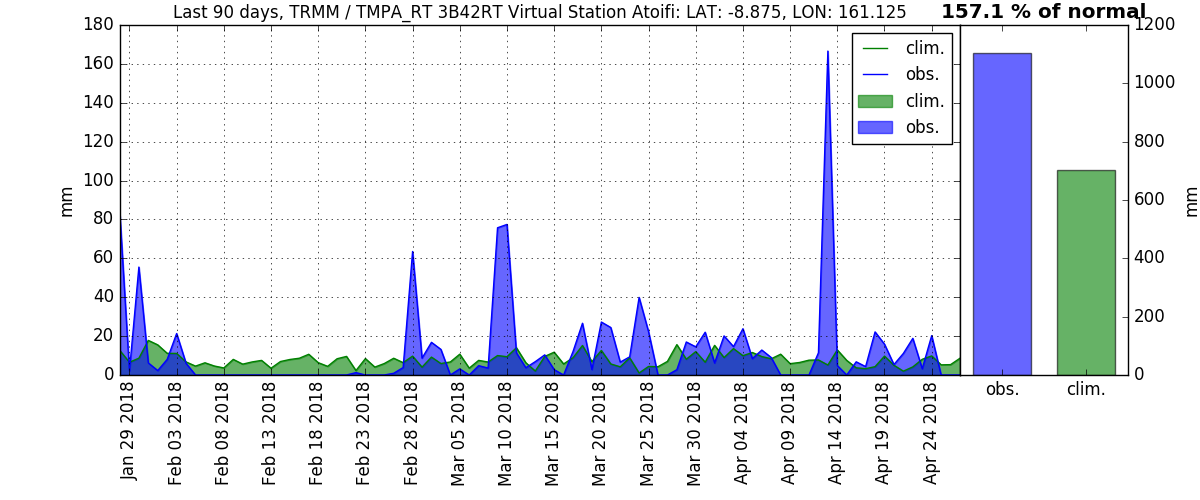 Last 90 days, TRMM / TMPA_RT 3B42RT Virtual Station Atoifi: LAT: -8.875, LON: 161.125
157.1 % of normal
180
160
140
120
100
80
60
40
20
0
mm
clim.
obs.
clim.
obs.
Jan 29 2018
Feb 03 2018
Feb 08 2018
Feb 13 2018
Feb 18 2018
Feb 23 2018
Feb 28 2018
Mar 05 2018
Mar 10 2018
Mar 15 2018
Mar 20 2018
Mar 25 2018
Mar 30 2018
Apr 04 2018
Apr 09 2018
Apr 14 2018
Apr 19 2018
Apr 24 2018
1200
1000
800
600
400
200
0
mm
obs.
clim.